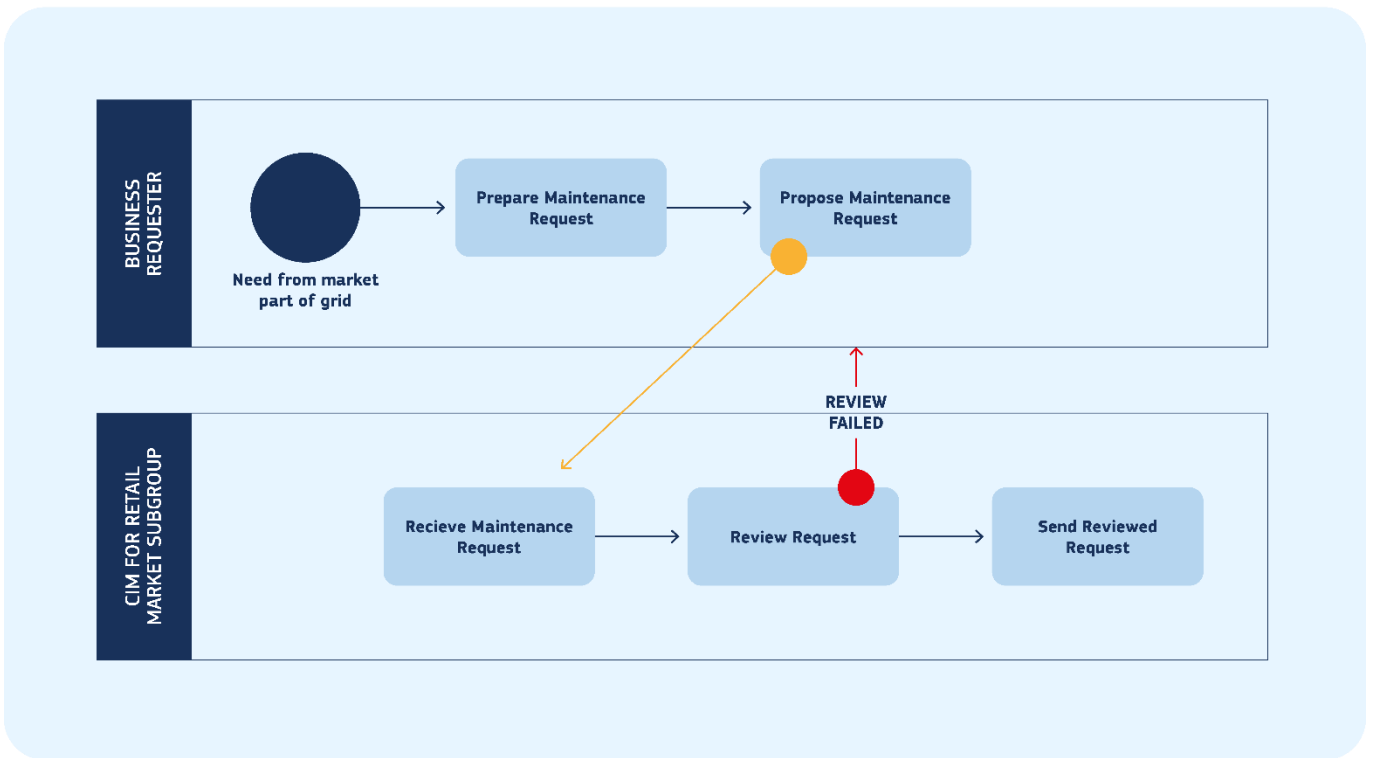 BUSINESS
REQUESTER
Need from market
part of grid
Prepare Maintenance
Request
Propose Maintenance
Request
REVIEW
FAILED
CIM FOR RETAIL
MARKET SUBGROUP
Recieve Maintenance
Request
Review Request
Send Reviewed
Request